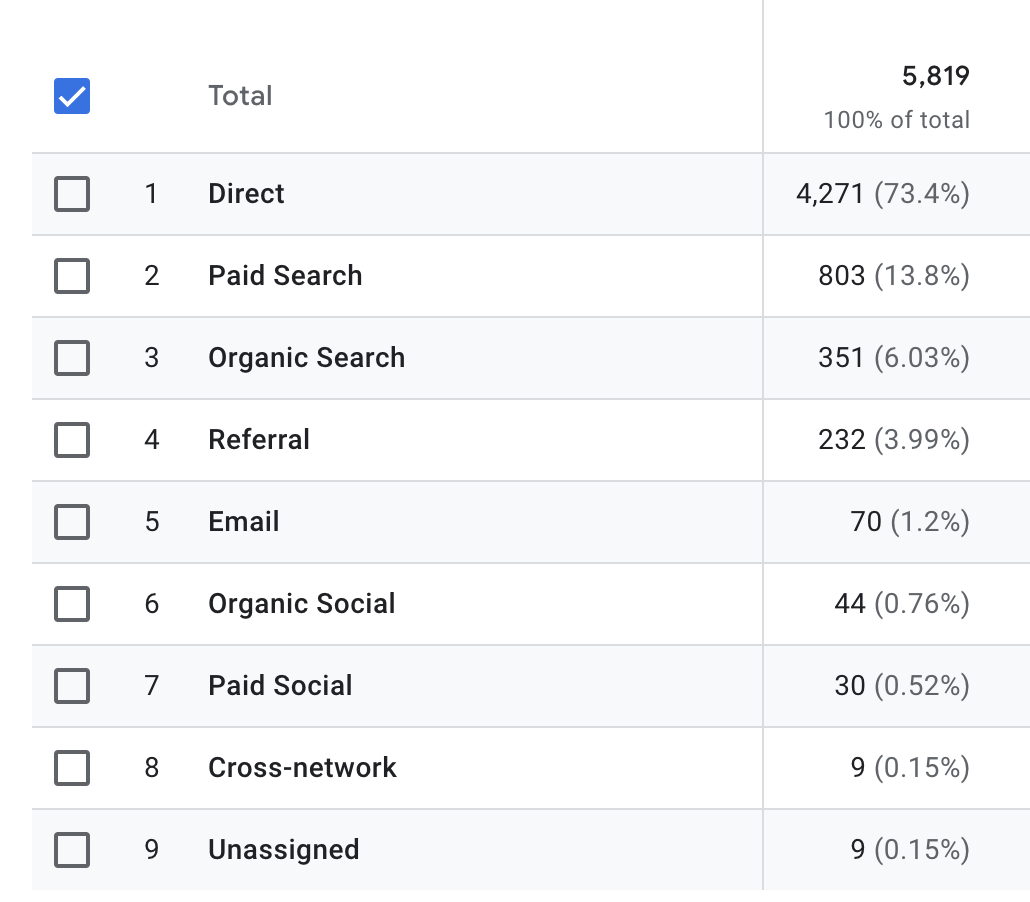 Total 5,819
100% of total
1 Direct 4,271 (73.4%)
2 Paid Search 803 (13.8%)
3 Organic Search 351 (6.03%)
4 Referral 232 (3.99%)
5 Email 70 (1.2%)
6 Organic Social 44 (0.76%)
7 Paid Social 30 (0.52%)
8 Cross-network 9 (0.15%)
9 Unassigned 9 (0.15%)